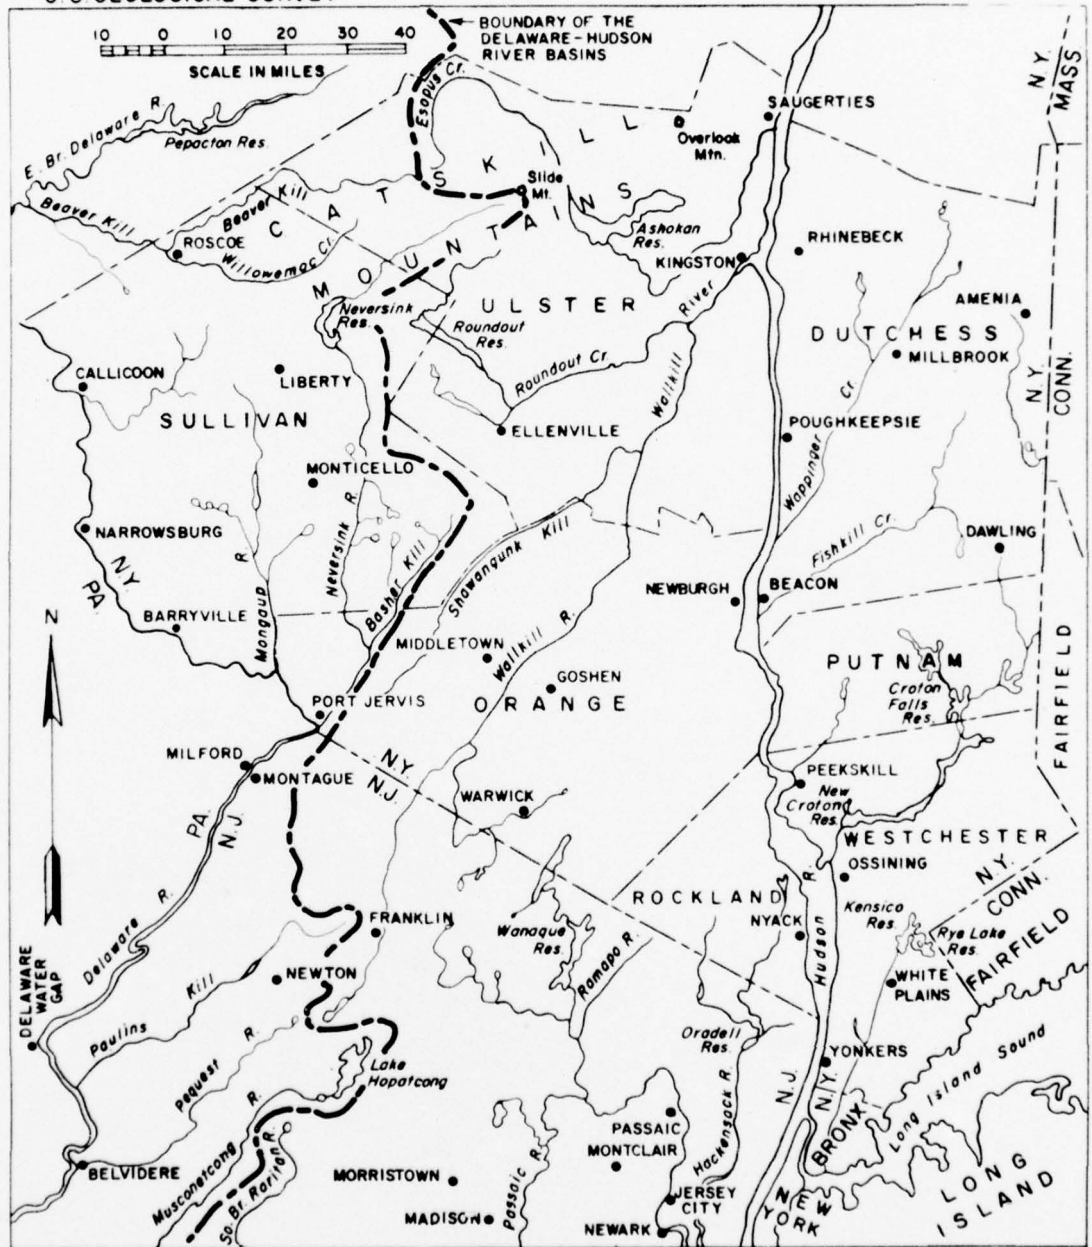 BOUNDARY OF THE
DELAWARE-HUDSON
RIVER BASINS
10 0 10 20 30 40
SCALE IN MILES
N.Y.
MASS
Esopus Cr.
SAUGERTIES
Overlook
Mtn.
E. Br. Delaware R.
Pepacton Res.
CATSKILL
MOUNTAINS
Slide
Mt.
Beaver Kill
Beaver Kill
ROSCOE
Willowemac Cr.
Ashokan
Res.
KINGSTON
RHINEBECK
River
Neversink
Res.
ULSTER
Roundout
Res.
AMENIA
DUTCHESS
MILLBROOK
N.Y.
CONN.
CALLICOON
LIBERTY
Roundout Cr.
Wallkill
SULLIVAN
ELLENVILLE
POUGHKEEPSIE
Wappinger Cr.
MONTICELLO
NARROWSBURG
N.Y.
PA.
Neversink R.
Basher Kill
Shawangunk Kill
Fishkill Cr.
DAWLING
NEWBURGH
BEACON
N
BARRYVILLE
Mongaup R.
MIDDLETOWN
Wallkill R.
GOSHEN
ORANGE
PUTNAM
Croton
Falls
Res.
FAIRFIELD
PORT JERVIS
MILFORD
MONTAGUE
N.Y.
N.J.
PEEKSKILL
New
Croton
Res.
WARWICK
PA.
N.J.
WESTCHESTER
OSSINING
N.Y.
CONN.
ROCKLAND
NYACK
Hudson R.
Kensico
Res.
Rye Lake
Res.
FAIRFIELD
Delaware R.
FRANKLIN
Wanaque
Res.
Ramapo R.
WHITE
PLAINS
DELAWARE
WATER
GAP
NEWTON
Paulins Kill
Pequest R.
Oradell
Res.
YONKERS
Long Island Sound
Lake
Hopatcong
N.J.
N.Y.
BRONX
PASSAIC
MONTCLAIR
Hackensack R.
BELVIDERE
Musconetcong R.
So. Br. Raritan R.
MORRISTOWN
Passaic R.
MADISON
JERSEY
CITY
NEWARK
NEW
YORK
LONG
ISLAND